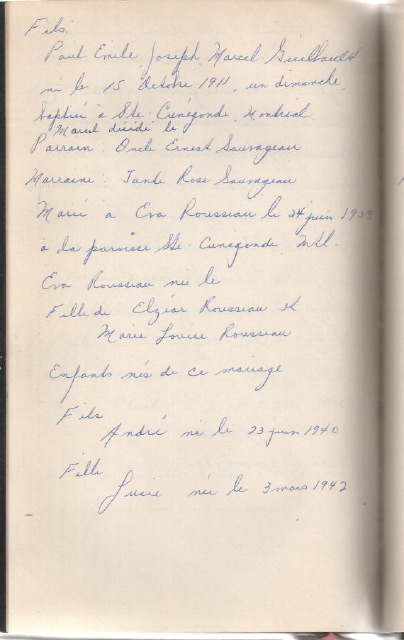 Fils.
Paul Emile Joseph Marcel Guilbault
né le 15 Octobre 1911, un dimanche,
baptisé à Ste. Cunégonde, Montréal.
Marcel décédé le
Parrain: Oncle Ernest Sauvageau
Marraine: Tante Rose Sauvageau
Marié à Eva Rousseau le 24 juin 1933
à la paroisse Ste. Cunégonde Mtl.
Eva Rousseau née le
Fille de Elzéar Rousseau et
Marie Louise Rousseau
Enfants nés de ce mariage
Fils
André né le 23 juin 1940
Fille
Lucie née le 3 mars 1942